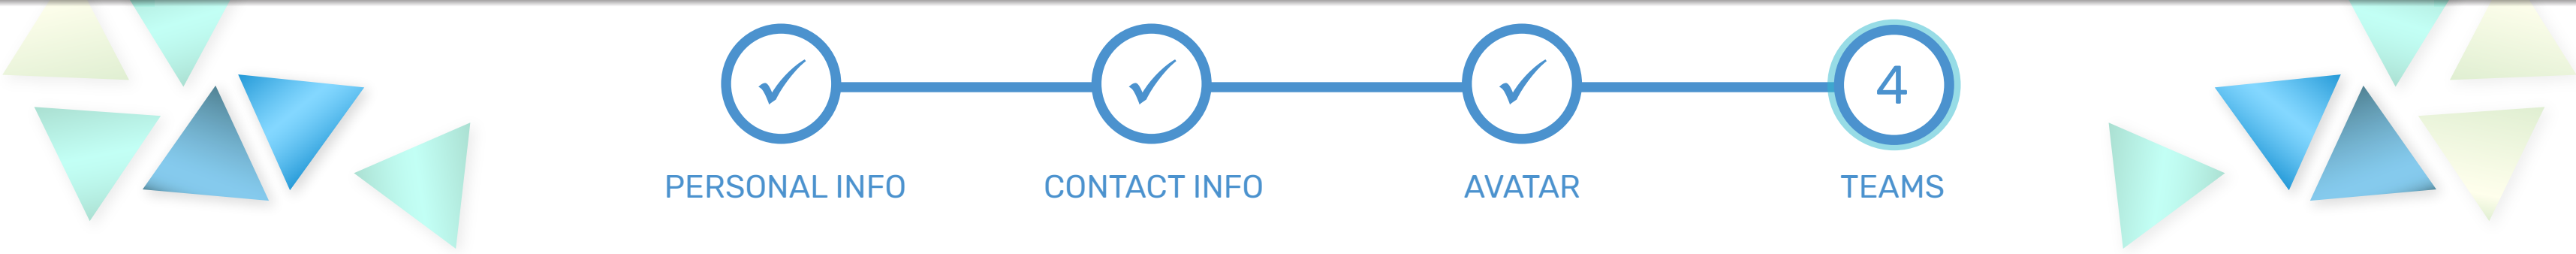 4
PERSONAL INFO
CONTACT INFO
AVATAR
TEAMS